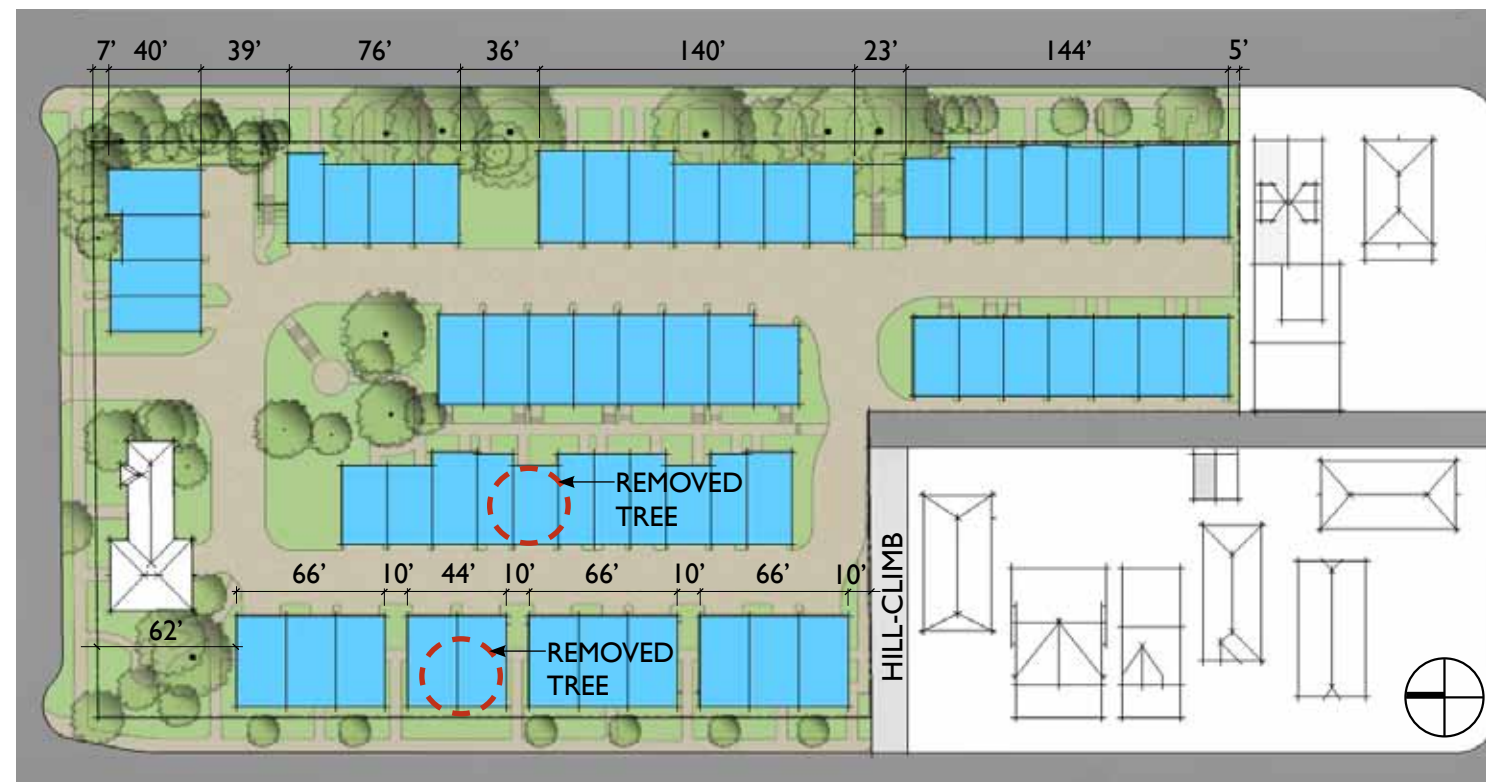 7’ 40’ 39’ 76’ 36’ 140’ 23’ 144’ 5’
REMOVED
TREE
66’ 10’ 44’ 10’ 66’ 10’ 66’ 10’
HILL-CLIMB
62’
REMOVED
TREE